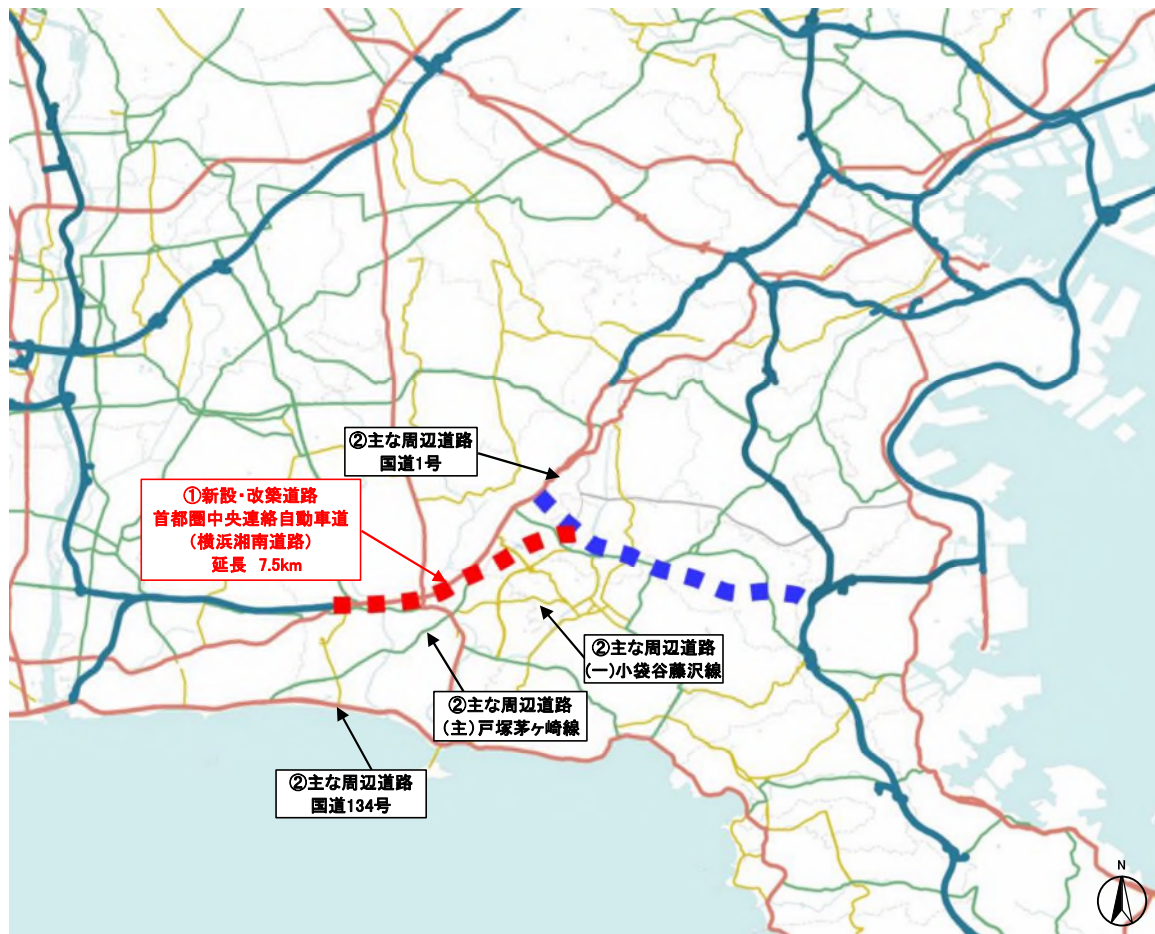 ②主な周辺道路
国道1号
①新設・改築道路
首都圏中央連絡自動車道
(横浜湘南道路)
延長 7.5km
②主な周辺道路
(一)小袋谷藤沢線
②主な周辺道路
(主)戸塚茅ヶ崎線
②主な周辺道路
国道134号
N